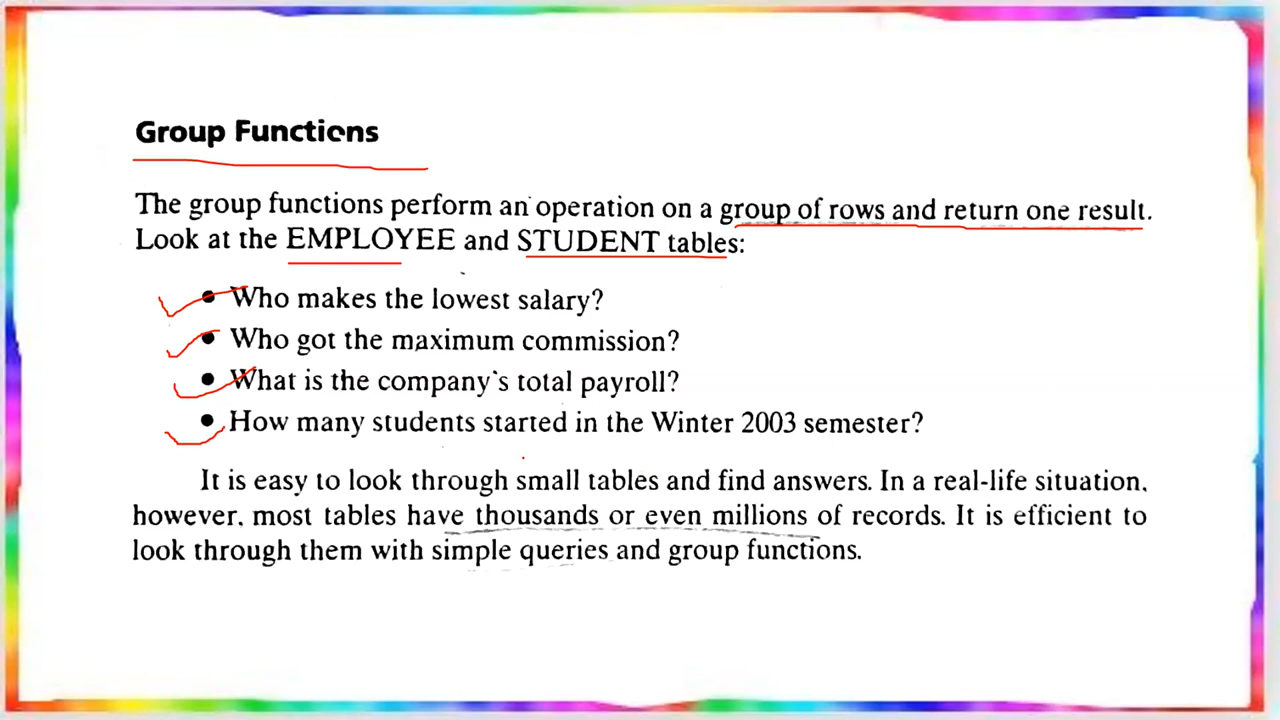 Group Functions
The group functions perform an operation on a group of rows and return one result.
Look at the EMPLOYEE and STUDENT tables:
• Who makes the lowest salary?
• Who got the maximum commission?
• What is the company's total payroll?
• How many students started in the Winter 2003 semester?
It is easy to look through small tables and find answers. In a real-life situation,
however, most tables have thousands or even millions of records. It is efficient to
look through them with simple queries and group functions.